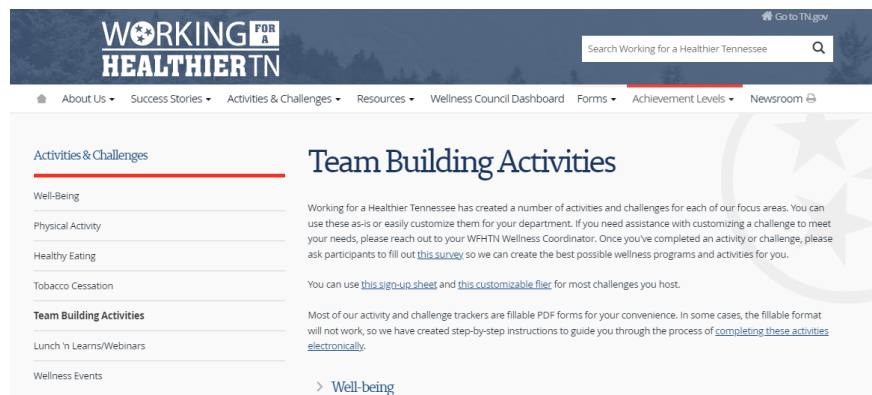 Go to TN.gov
WORKING FOR A
HEALTHIER TN
Search Working for a Healthier Tennessee
About Us
Success Stories
Activities & Challenges
Resources
Wellness Council Dashboard
Forms
Achievement Levels
Newsroom
Activities & Challenges
Well-Being
Physical Activity
Healthy Eating
Tobacco Cessation
Team Building Activities
Lunch 'n Learns/Webinars
Wellness Events
Team Building Activities
Working for a Healthier Tennessee has created a number of activities and challenges for each of our focus areas. You can
use these as-is or easily customize them for your department. If you need assistance with customizing a challenge to meet
your needs, please reach out to your WFHTN Wellness Coordinator. Once you've completed an activity or challenge, please
ask participants to fill out this survey so we can create the best possible wellness programs and activities for you.
You can use this sign-up sheet and this customizable flier for most challenges you host.
Most of our activity and challenge trackers are fillable PDF forms for your convenience. In some cases, the fillable format
will not work, so we have created step-by-step instructions to guide you through the process of completing these activities
electronically.
Well-being